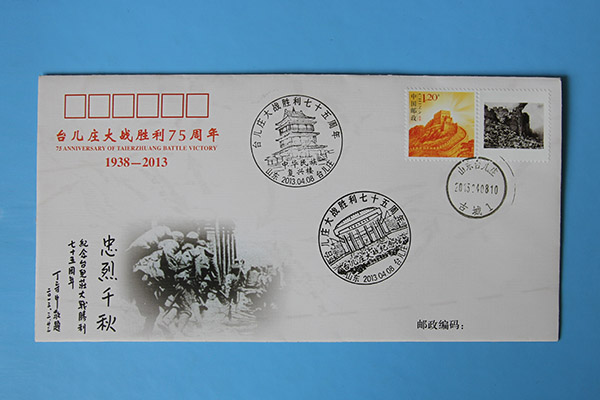 台儿庄大战胜利75周年
75 ANNIVERSARY OF TAIERZHUANG BATTLE VICTORY
1938-2013
台儿庄大战胜利七十五周年
中华民族
复兴楼
山东 2013.04.08 台儿庄
台儿庄大战胜利七十五周年
山东 2013.04.08 台儿庄
中国邮政
1.20
山东台儿庄
2013.04.08.10
古城1
忠烈千秋
纪念台儿庄大战胜利
七十五周年
邮政编码：